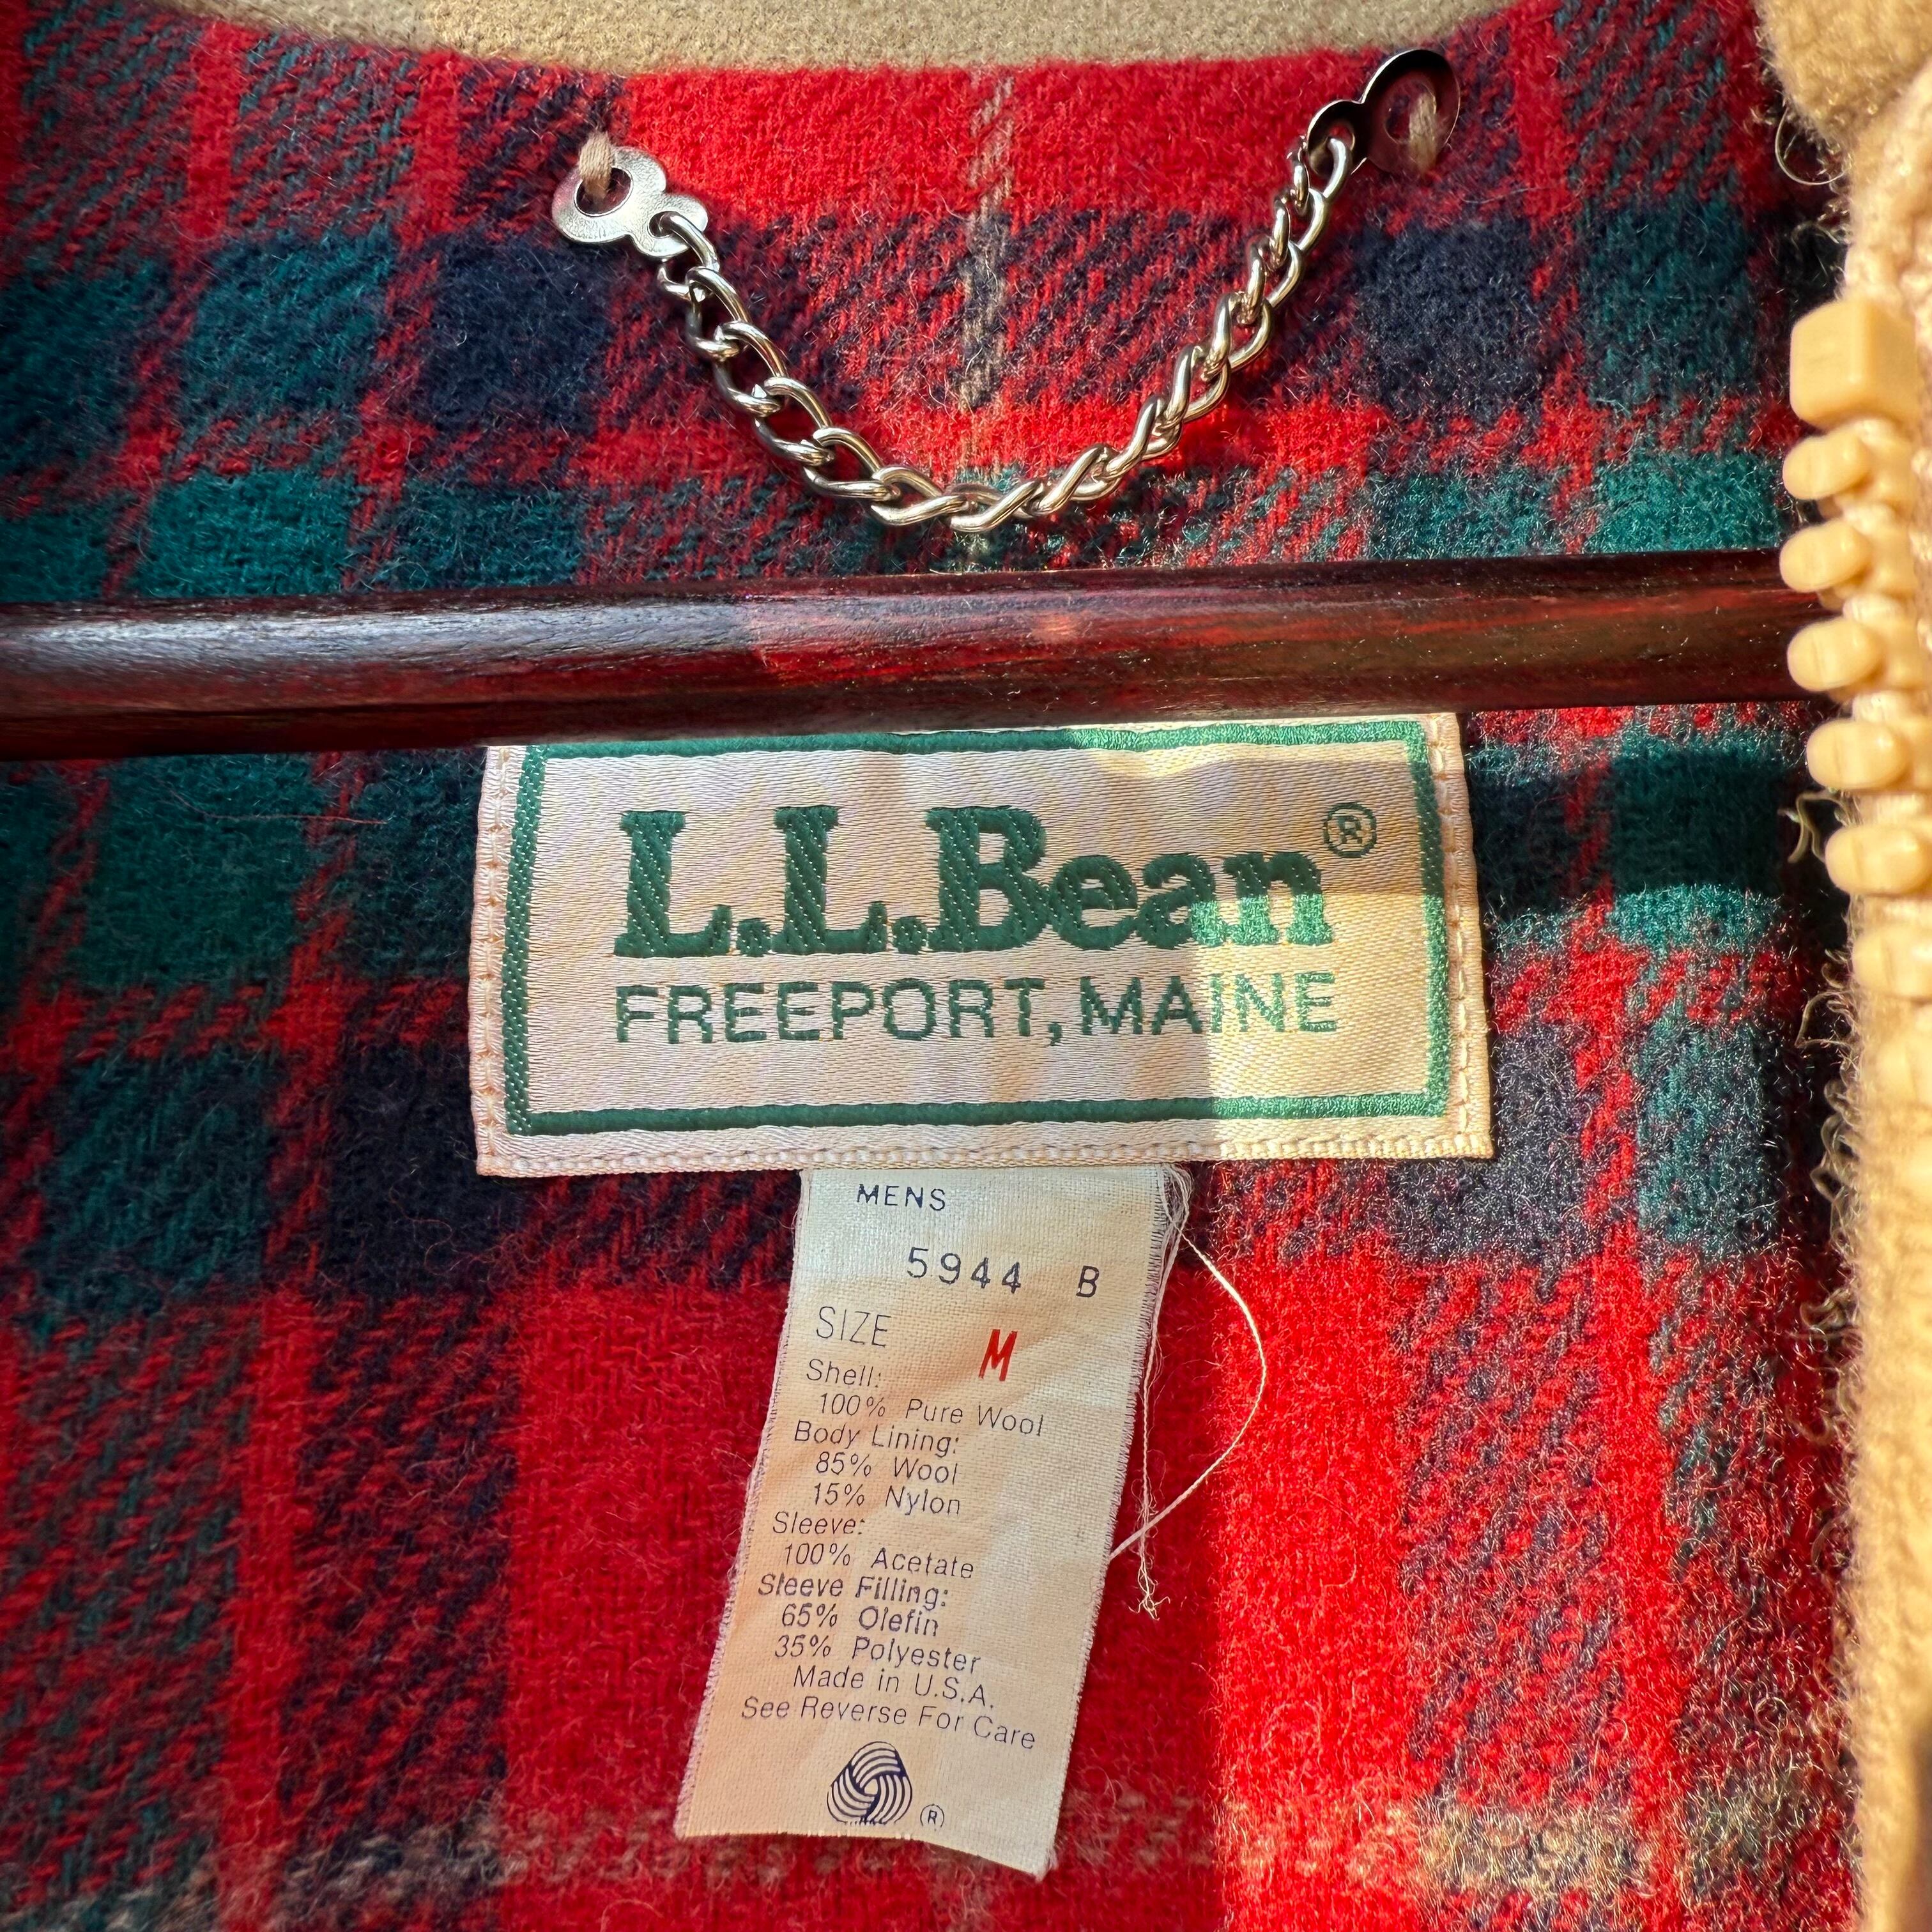 L.L.Bean®
FREEPORT, MAINE
MENS
5944 B
SIZE M
Shell:
100% Pure Wool
Body Lining:
85% Wool
15% Nylon
Sleeve:
100% Acetate
Sleeve Filling:
65% Olefin
35% Polyester
Made in U.S.A.
See Reverse For Care
®